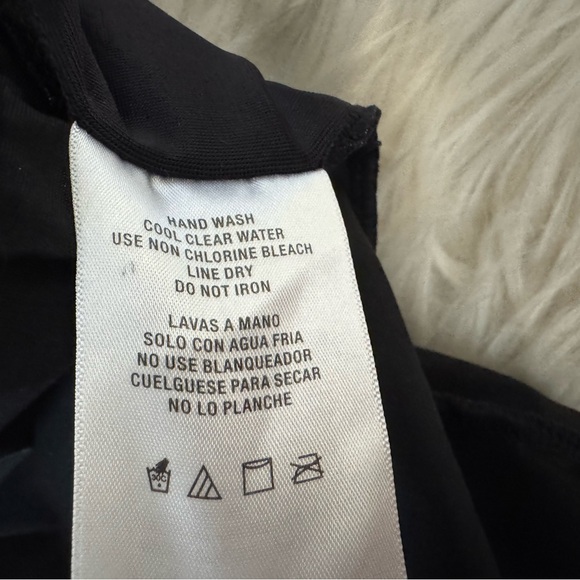 HAND WASH
COOL CLEAR WATER
USE NON CHLORINE BLEACH
LINE DRY
DO NOT IRON
LAVAS A MANO
SOLO CON AGUA FRIA
NO USE BLANQUEADOR
CUELGUESE PARA SECAR
NO LO PLANCHE